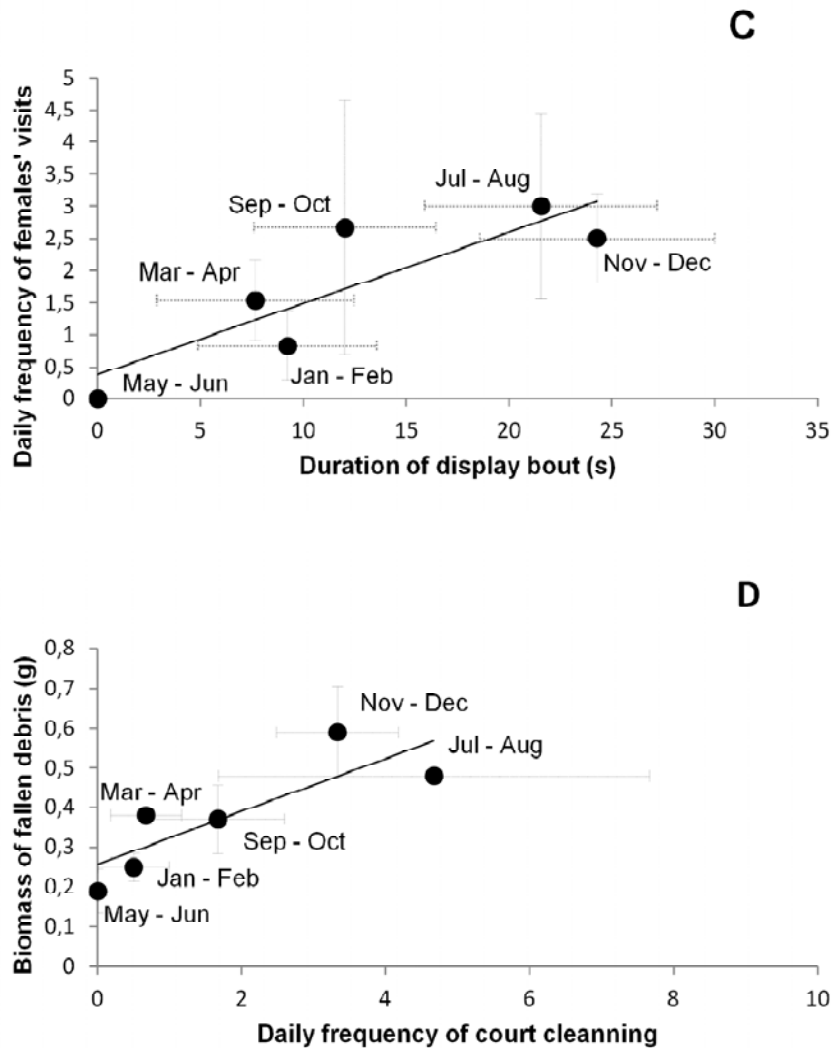 C
5
4,5
4
3,5
3
2,5
2
1,5
1
0,5
0
Daily frequency of females' visits
Jul - Aug
Sep - Oct
Nov - Dec
Mar - Apr
Jan - Feb
May - Jun
0 5 10 15 20 25 30 35
Duration of display bout (s)
D
0,8
0,7
0,6
0,5
0,4
0,3
0,2
0,1
0
Biomass of fallen debris (g)
Nov - Dec
Jul - Aug
Mar - Apr
Sep - Oct
Jan - Feb
May - Jun
0 2 4 6 8 10
Daily frequency of court cleanning